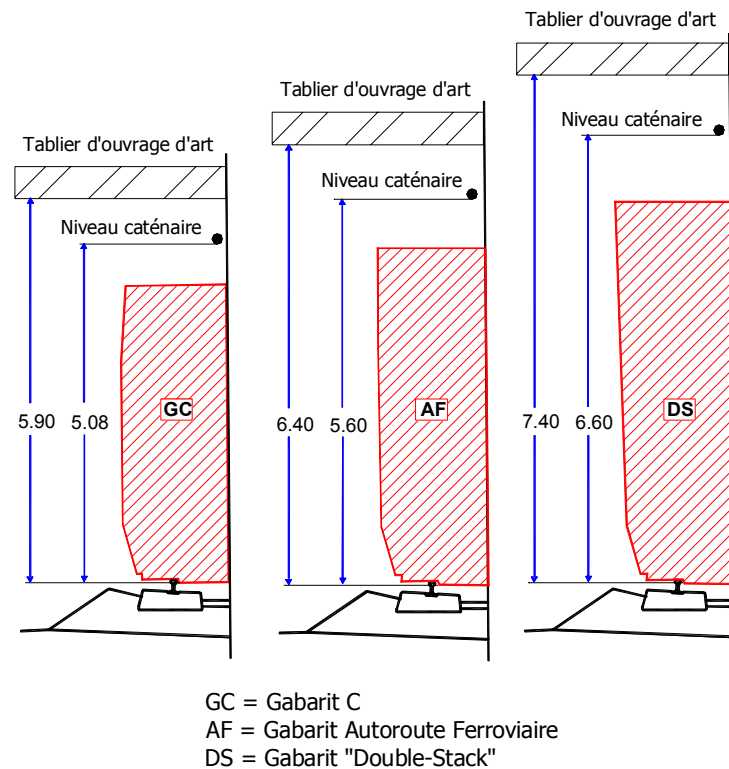 Tablier d'ouvrage d'art
Niveau caténaire
GC
5.90
5.08
Tablier d'ouvrage d'art
Niveau caténaire
AF
6.40
5.60
Tablier d'ouvrage d'art
Niveau caténaire
DS
7.40
6.60
GC = Gabarit C
AF = Gabarit Autoroute Ferroviaire
DS = Gabarit "Double-Stack"